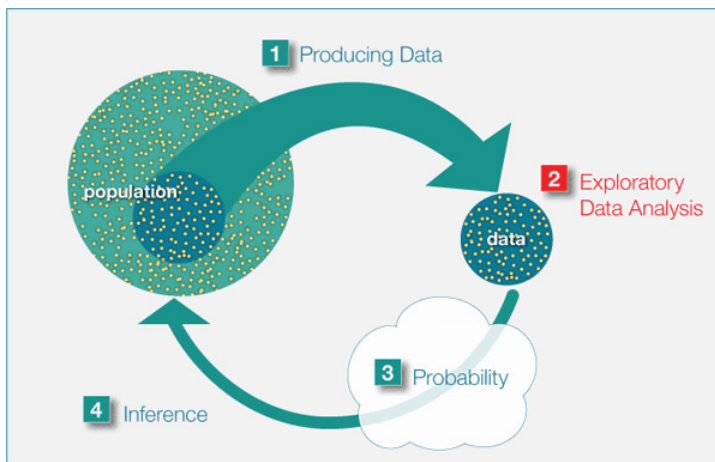 1 Producing Data
population
2 Exploratory
Data Analysis
data
3 Probability
4 Inference